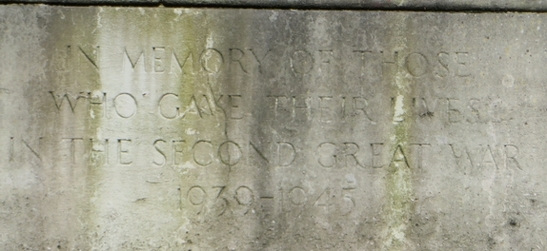 IN MEMORY OF THOSE
WHO GAVE THEIR LIVES
IN THE SECOND GREAT WAR
1939-1945